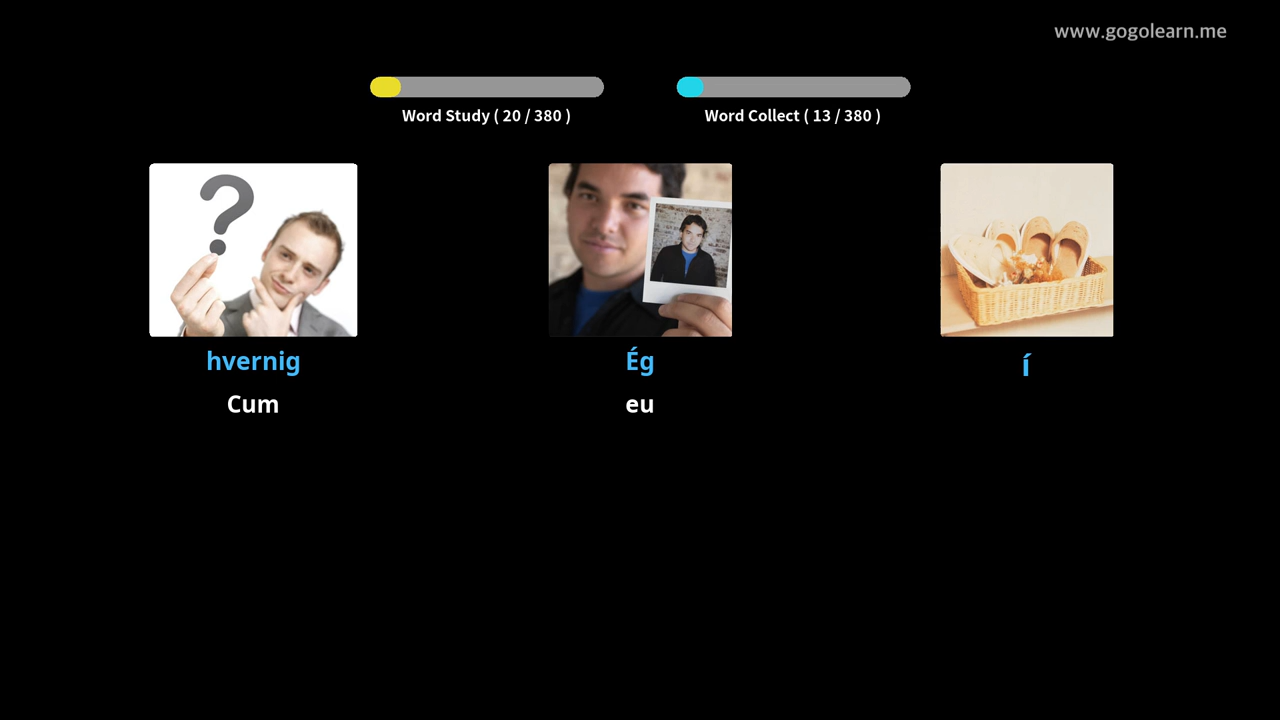 www.gogolearn.me
Word Study ( 20 / 380 )
Word Collect ( 13 / 380 )
hvernig
Cum
Ég
eu
í